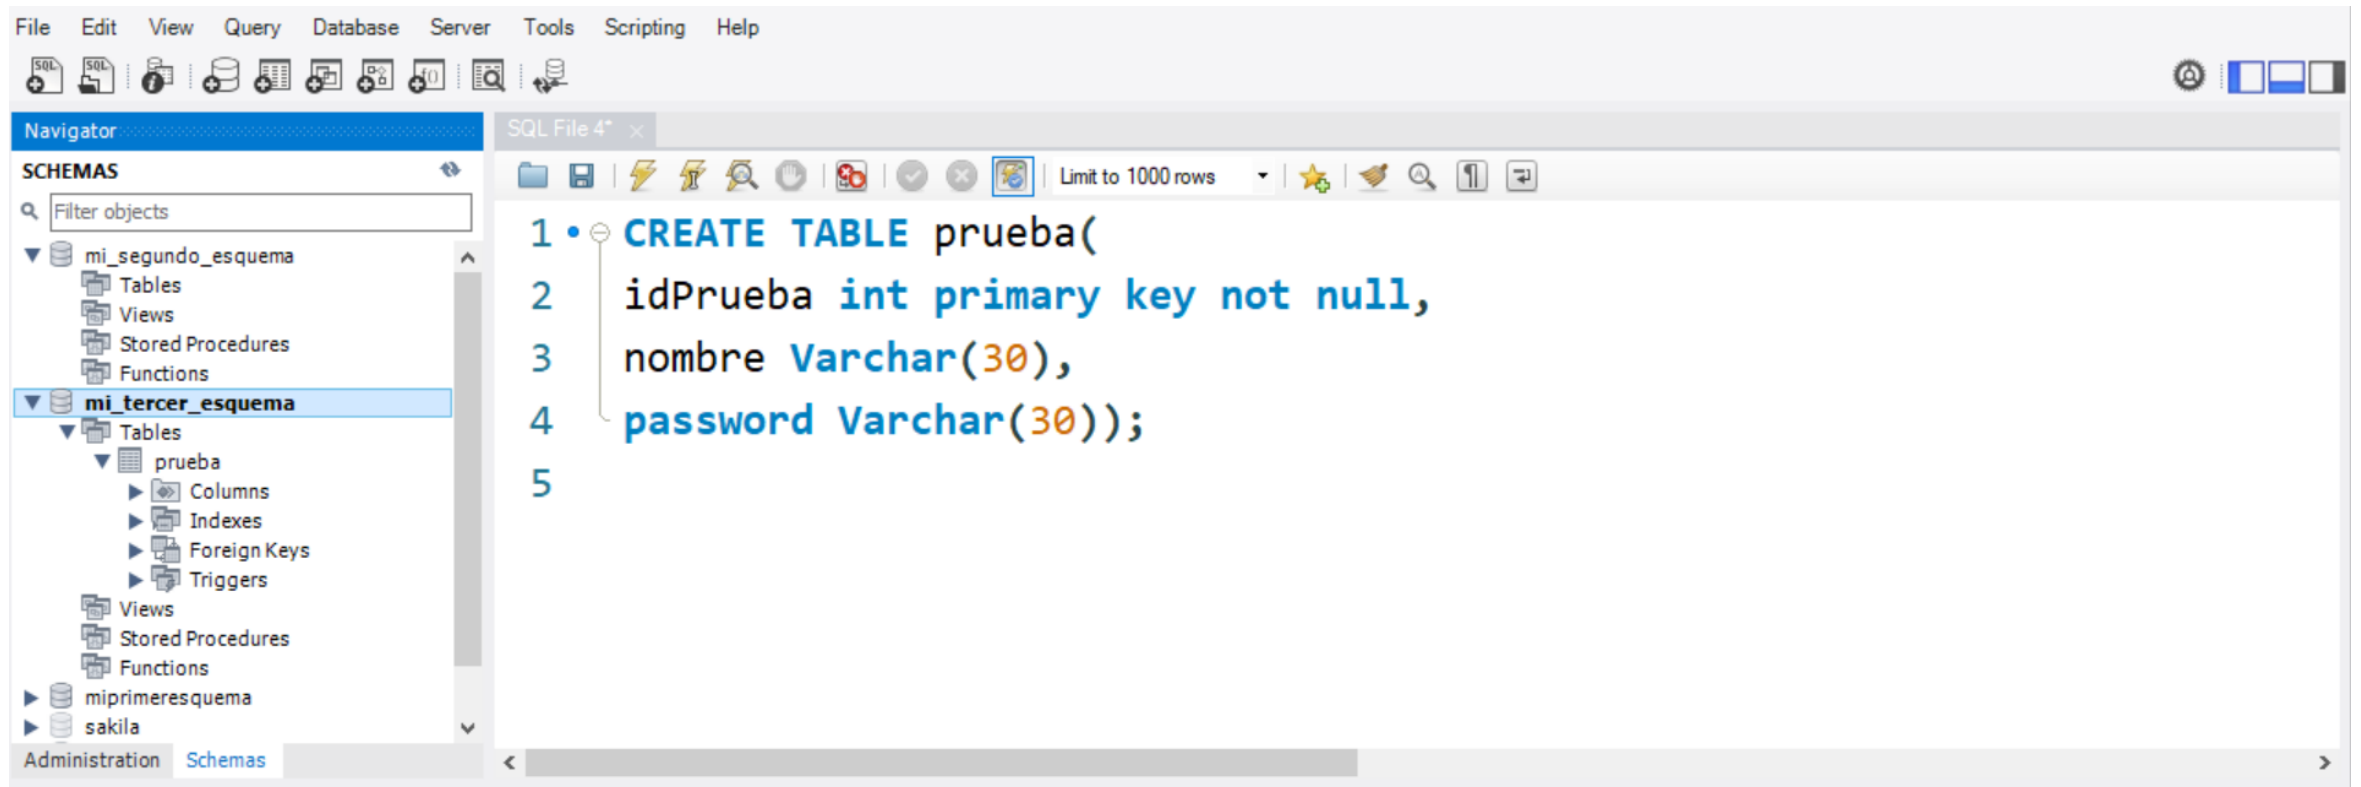 File Edit View Query Database Server Tools Scripting Help
SQL SQL i f()
Navigator
SCHEMAS
Filter objects
mi_segundo_esquema
Tables
Views
Stored Procedures
Functions
mi_tercer_esquema
Tables
prueba
Columns
Indexes
Foreign Keys
Triggers
Views
Stored Procedures
Functions
miprimeresquema
sakila
Administration Schemas
SQL File 4*
Limit to 1000 rows
1 CREATE TABLE prueba(
2 idPrueba int primary key not null,
3 nombre Varchar(30),
4 password Varchar(30));
5